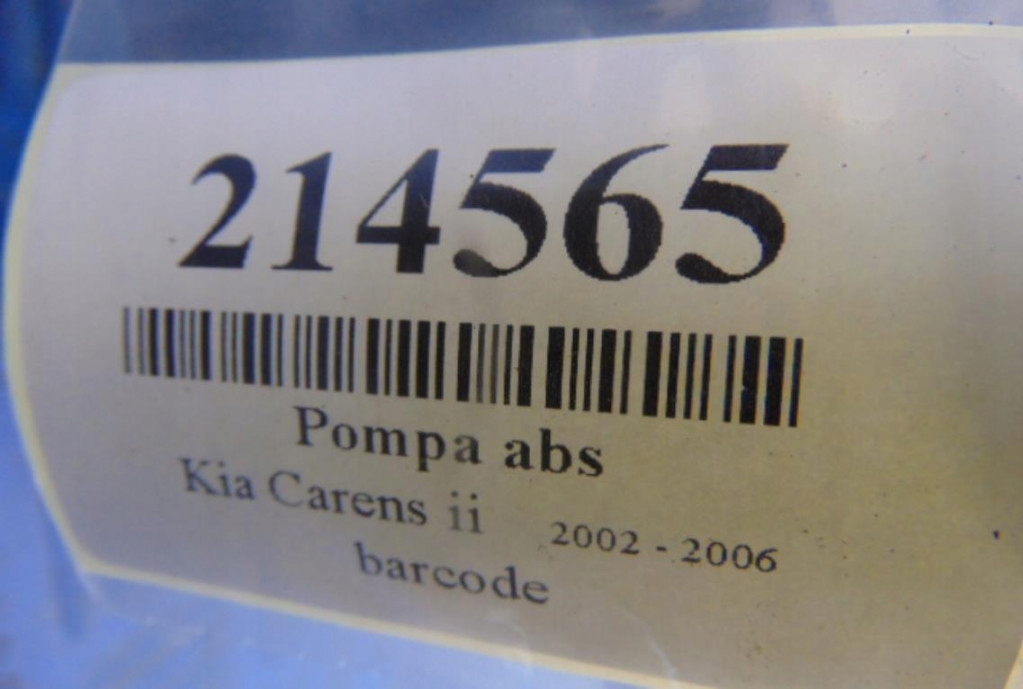 214565
Pompa abs
Kia Carens ii 2002 - 2006
barcode